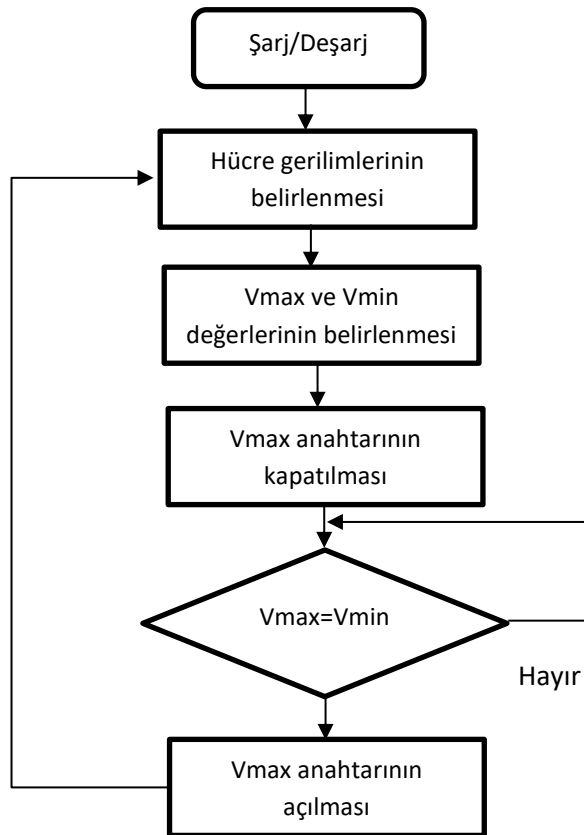 Şarj/Deşarj
Hücre gerilimlerinin
belirlenmesi
Vmax ve Vmin
değerlerinin belirlenmesi
Vmax anahtarının
kapatılması
Vmax=Vmin
Hayır
Vmax anahtarının
açılması